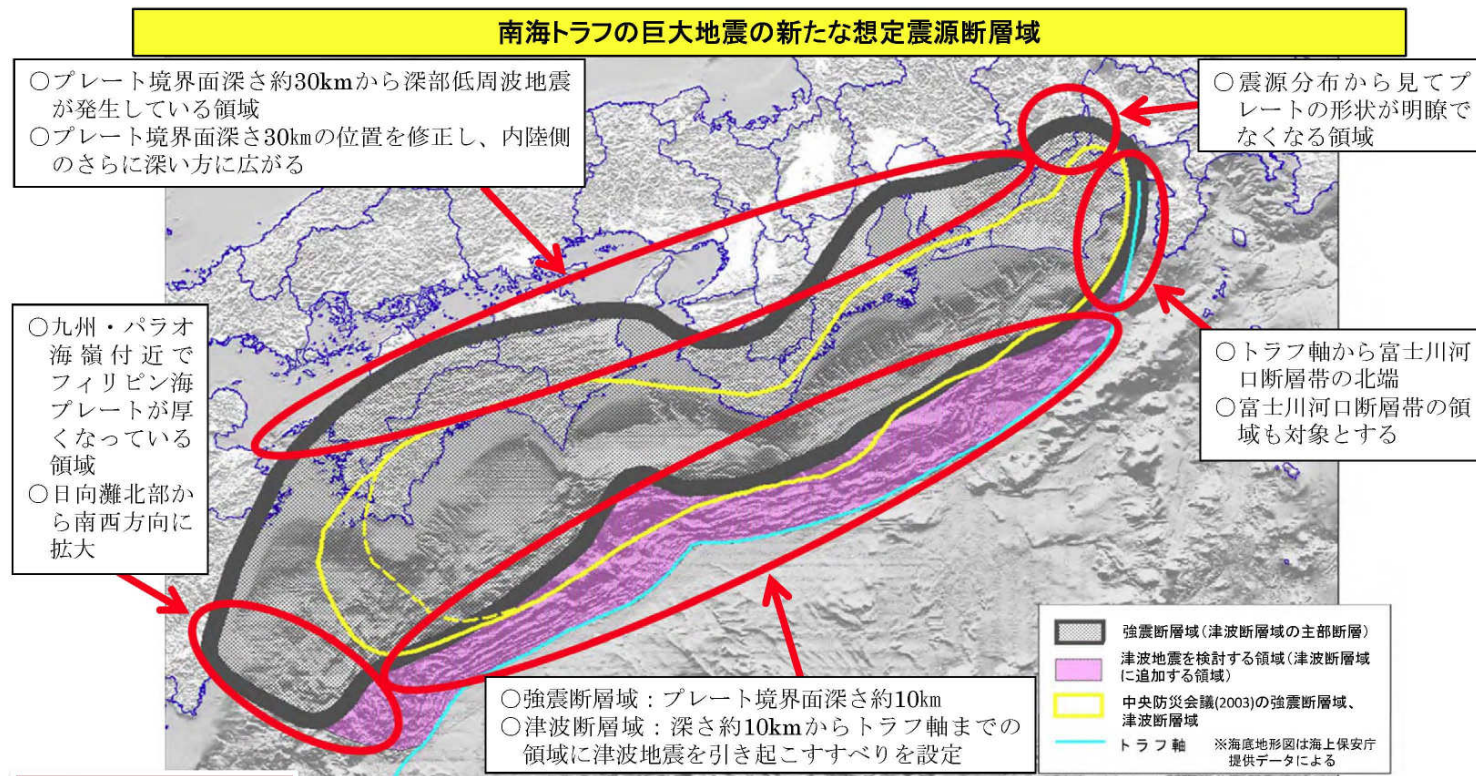 南海トラフの巨大地震の新たな想定震源断層域
○プレート境界面深さ約30kmから深部低周波地震
が発生している領域
○プレート境界面深さ30㎞の位置を修正し、内陸側
のさらに深い方に広がる
○震源分布から見てプ
レートの形状が明瞭で
なくなる領域
○九州・パラオ
海嶺付近で
フィリピン海
プレートが厚
くなっている
領域
○日向灘北部か
ら南西方向に
拡大
○トラフ軸から富士川河
口断層帯の北端
○富士川河口断層帯の領
域も対象とする
○強震断層域：プレート境界面深さ約10㎞
○津波断層域：深さ約10kmからトラフ軸までの
領域に津波地震を引き起こすすべりを設定
強震断層域(津波断層域の主部断層)
津波地震を検討する領域(津波断層域
に追加する領域)
中央防災会議(2003)の強震断層域、
津波断層域
トラフ軸
※海底地形図は海上保安庁
提供データによる